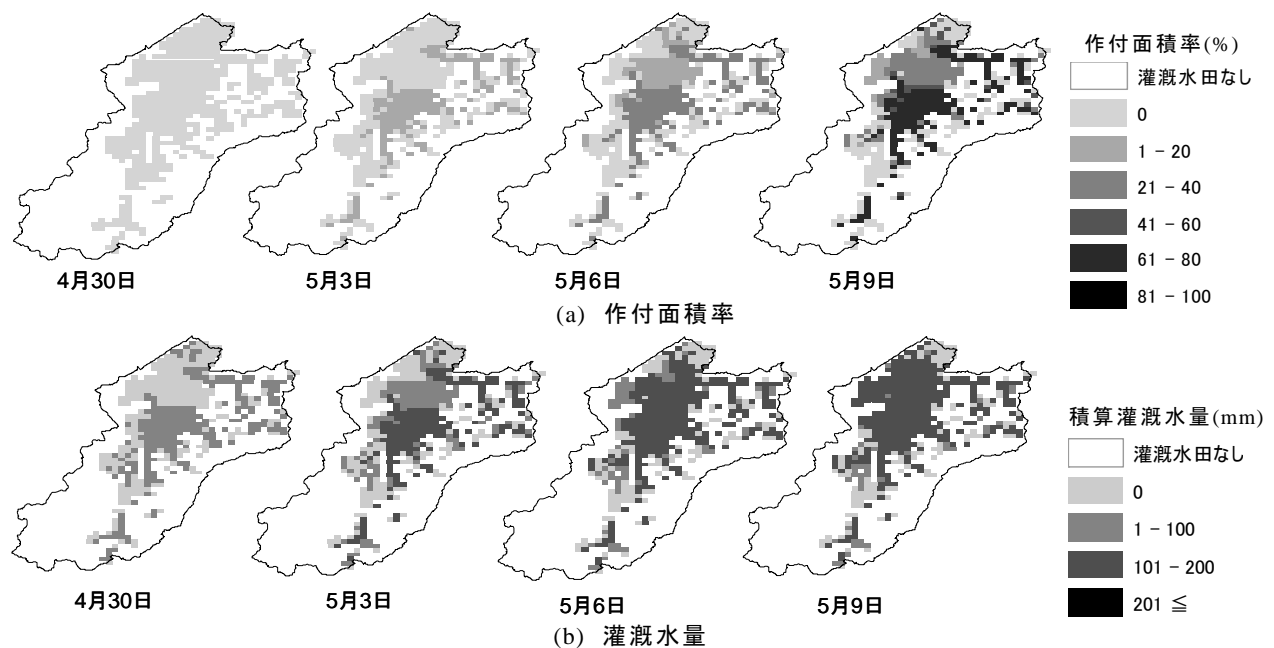 作付面積率(%)
灌漑水田なし
0
1 - 20
21 - 40
41 - 60
61 - 80
81 - 100
4月30日
5月3日
5月6日
5月9日
(a) 作付面積率
積算灌漑水量(mm)
灌漑水田なし
0
1 - 100
101 - 200
201 ≦
4月30日
5月3日
5月6日
5月9日
(b) 灌漑水量